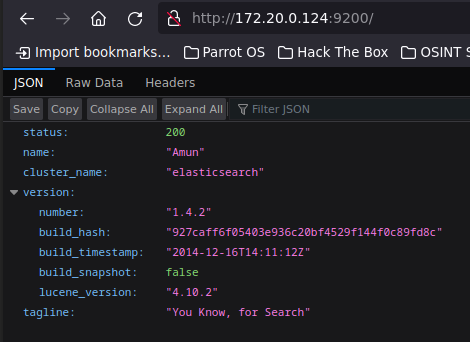 http://172.20.0.124:9200/
Import bookmarks... Parrot OS Hack The Box OSINT S
JSON Raw Data Headers
Save Copy Collapse All Expand All Filter JSON
status: 200
name: "Amun"
cluster_name: "elasticsearch"
version:
number: "1.4.2"
build_hash: "927caff6f05403e936c20bf4529f144f0c89fd8c"
build_timestamp: "2014-12-16T14:11:12Z"
build_snapshot: false
lucene_version: "4.10.2"
tagline: "You Know, for Search"